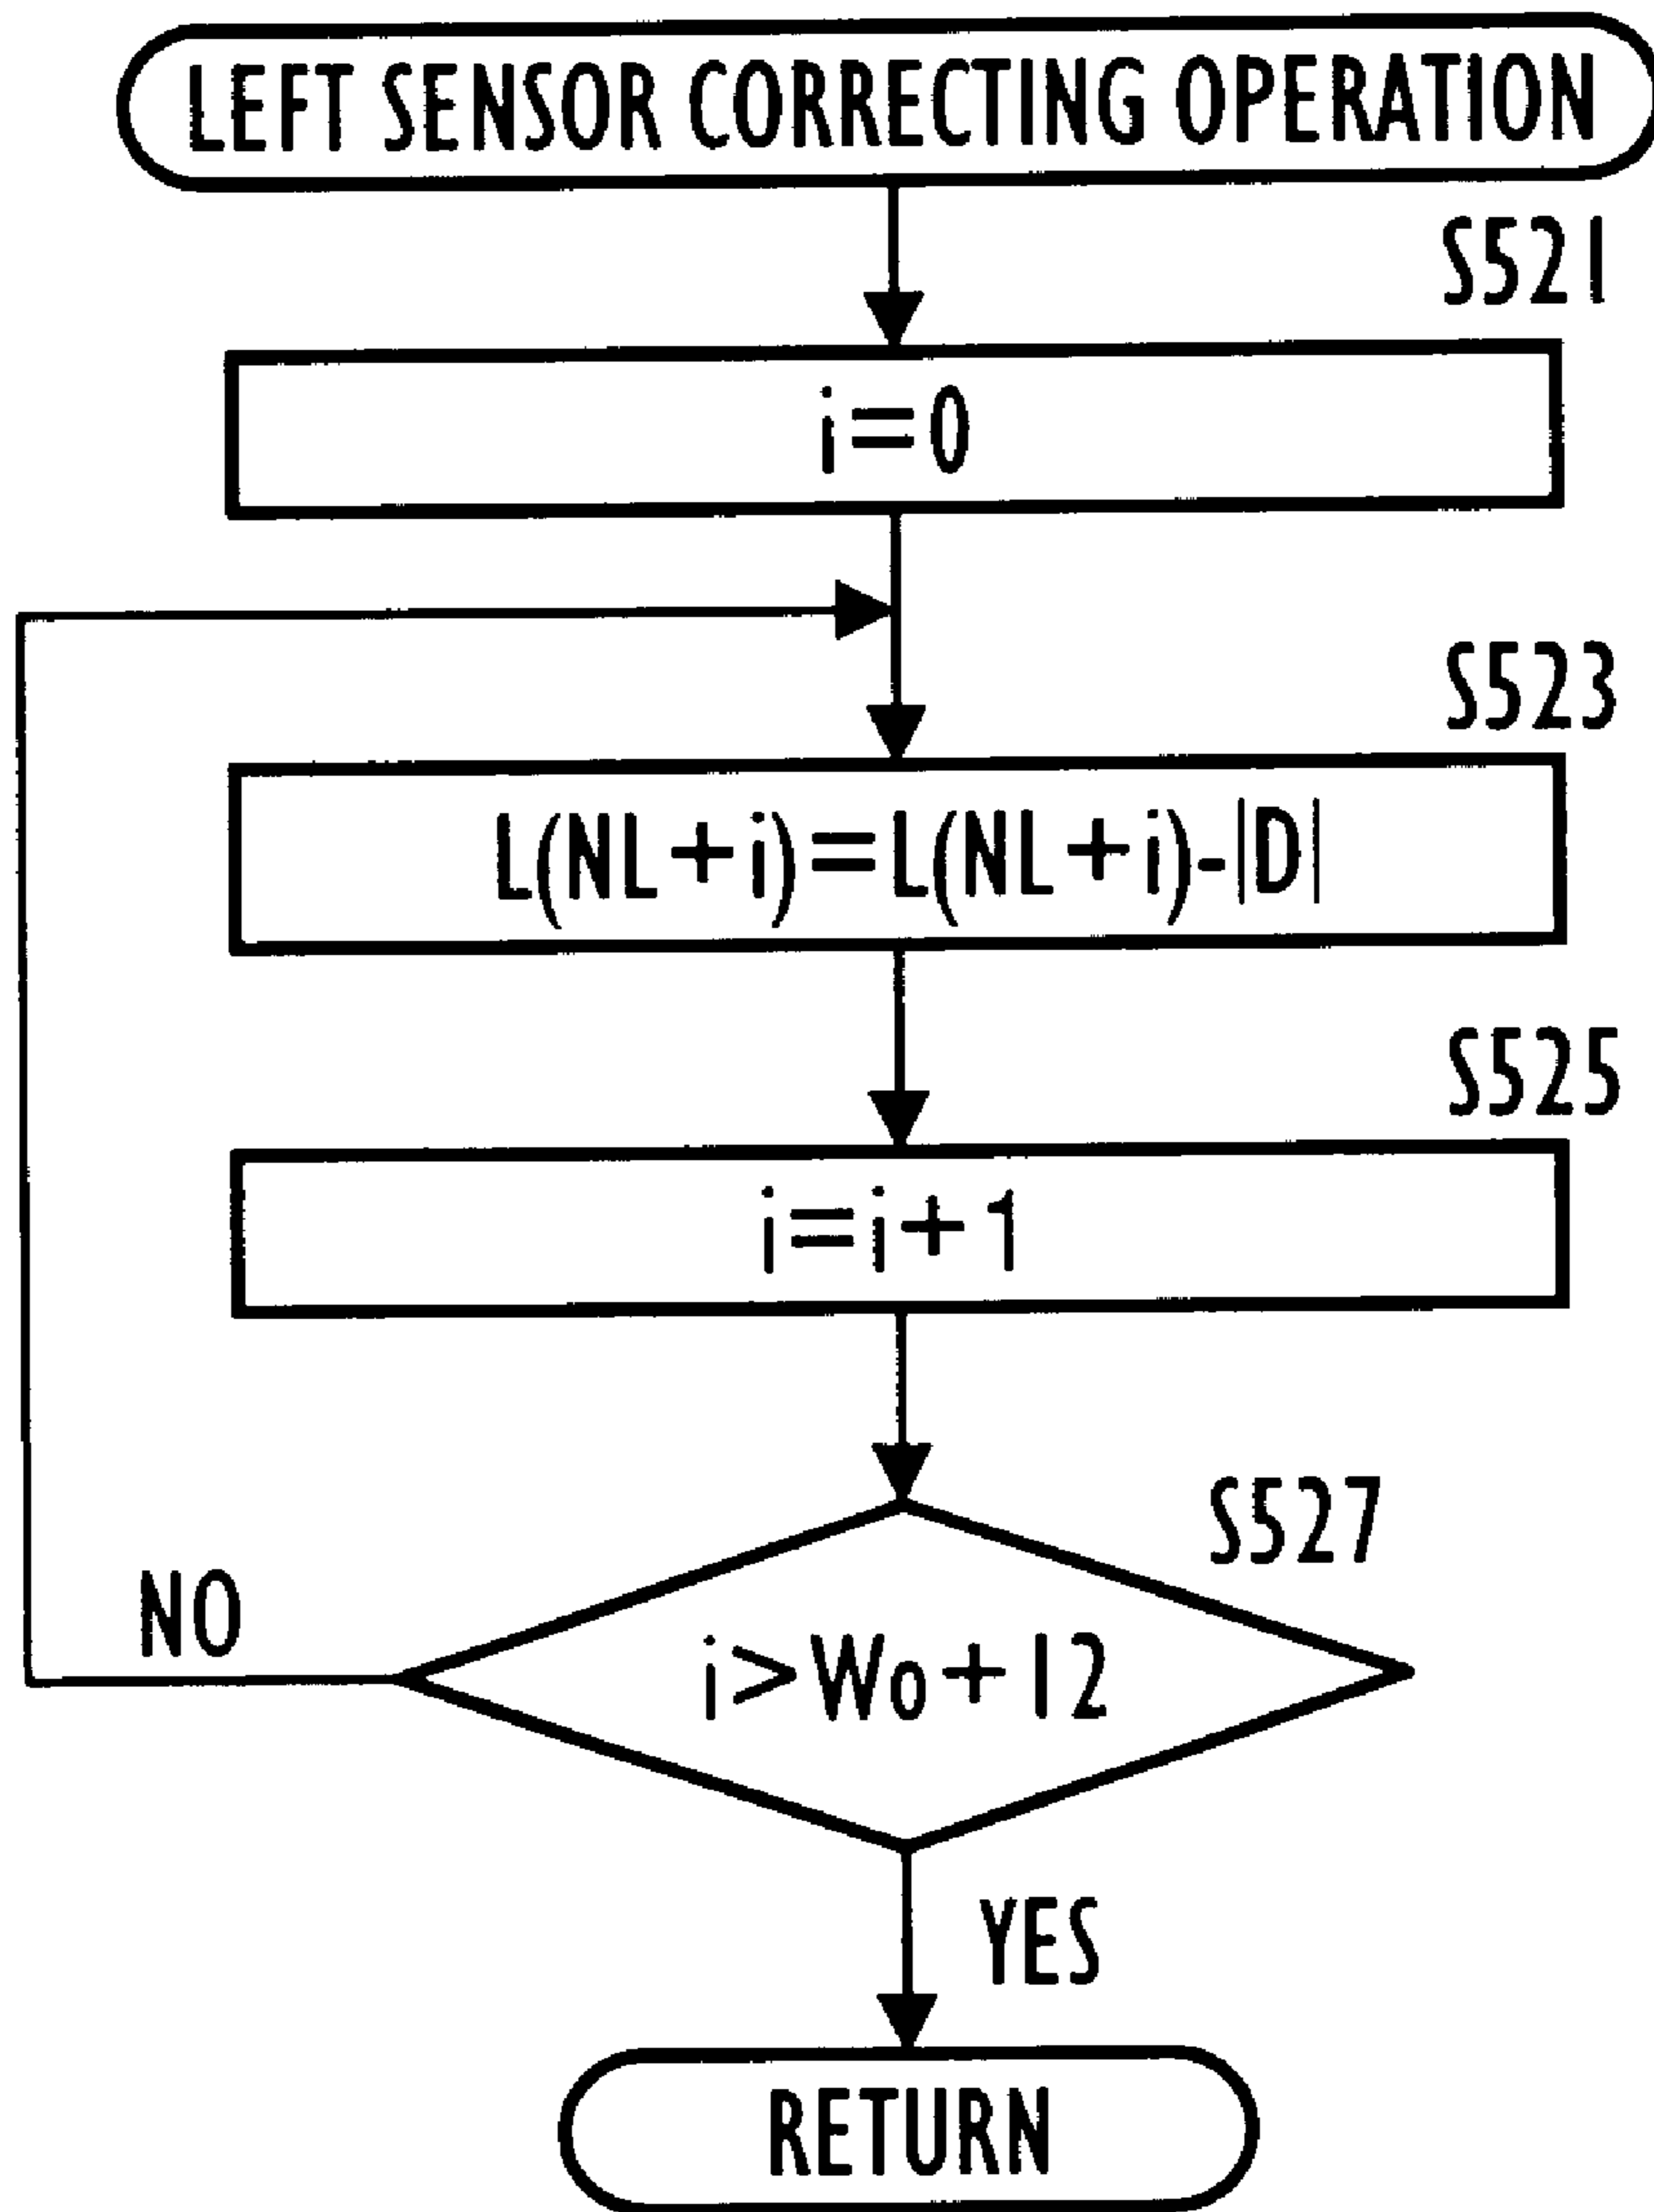 LEFT SENSOR CORRECTING OPERATION
S521
i=0
S523
L(NL+i)=L(NL+i)-|D|
S525
i=i+1
S527
NO
i>Wo+12
YES
RETURN